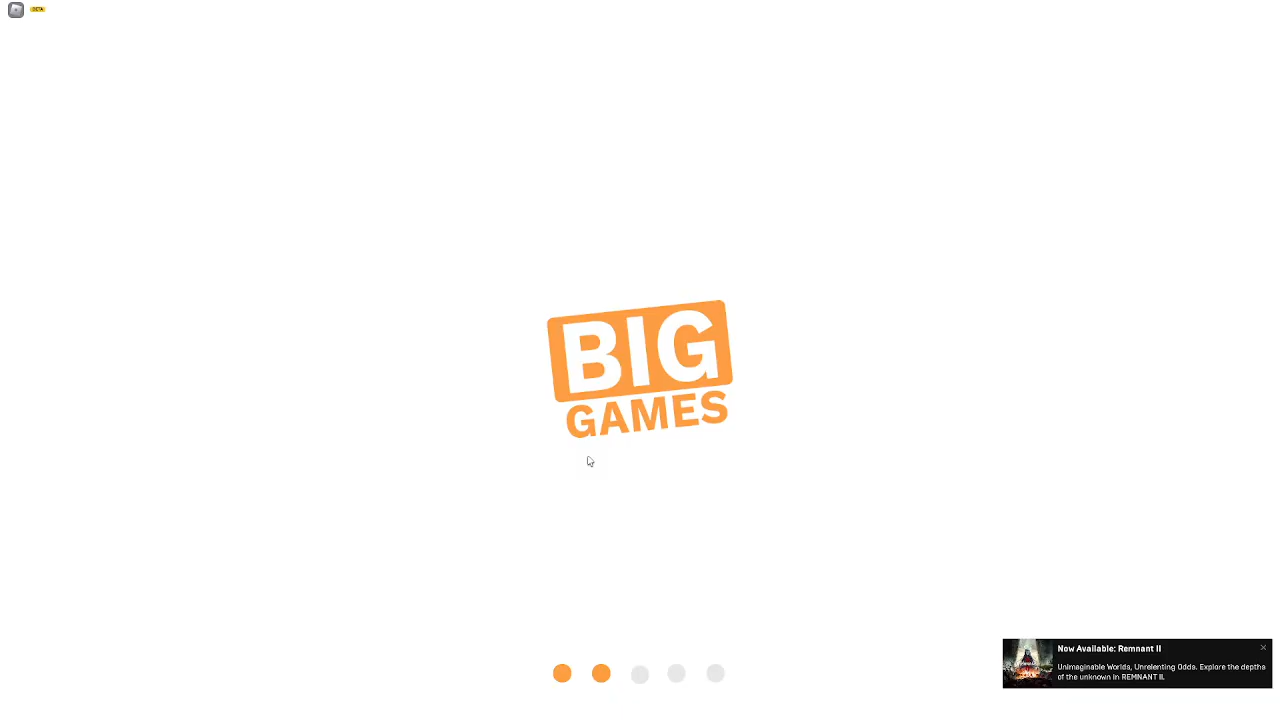 BETA
BIG
GAMES
Now Available: Remnant II
Unimaginable Worlds, Unrelenting Odds. Explore the depths
of the unknown in REMNANT II.